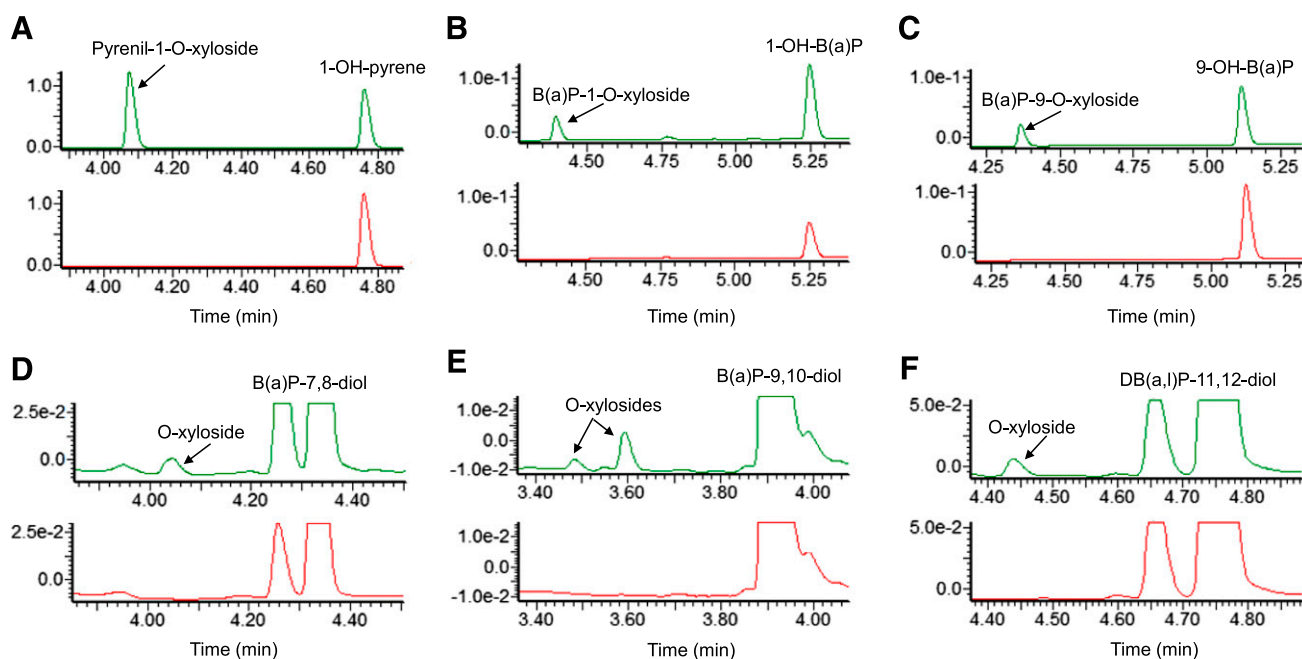 A
Pyrenil-1-O-xyloside
1-OH-pyrene
1.0
0.0
4.00 4.20 4.40 4.60 4.80
1.0
0.0
4.00 4.20 4.40 4.60 4.80
Time (min)
B
1-OH-B(a)P
1.0e-1
B(a)P-1-O-xyloside
0.0
4.50 4.75 5.00 5.25
1.0e-1
0.0
4.50 4.75 5.00 5.25
Time (min)
C
9-OH-B(a)P
1.0e-1
B(a)P-9-O-xyloside
0.0
4.25 4.50 4.75 5.00 5.25
1.0e-1
0.0
4.25 4.50 4.75 5.00 5.25
Time (min)
D
B(a)P-7,8-diol
2.5e-2
O-xyloside
0.0
4.00 4.20 4.40
2.5e-2
0.0
4.00 4.20 4.40
Time (min)
E
B(a)P-9,10-diol
1.0e-2
O-xylosides
0.0
-1.0e-2
3.40 3.60 3.80 4.00
1.0e-2
0.0
-1.0e-2
3.40 3.60 3.80 4.00
Time (min)
F
DB(a,l)P-11,12-diol
5.0e-2
O-xyloside
0.0
4.40 4.50 4.60 4.70 4.80
5.0e-2
0.0
4.40 4.50 4.60 4.70 4.80
Time (min)